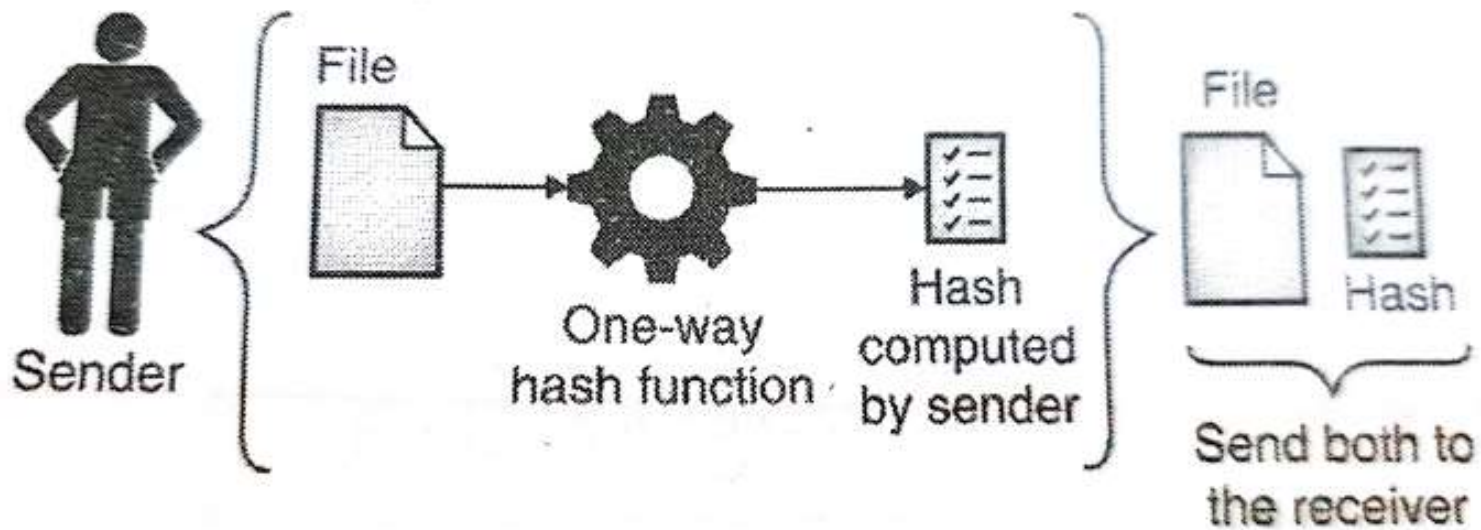 File
File
One-way
hash function
Hash
computed
by sender
Hash
Sender
Send both to
the receiver